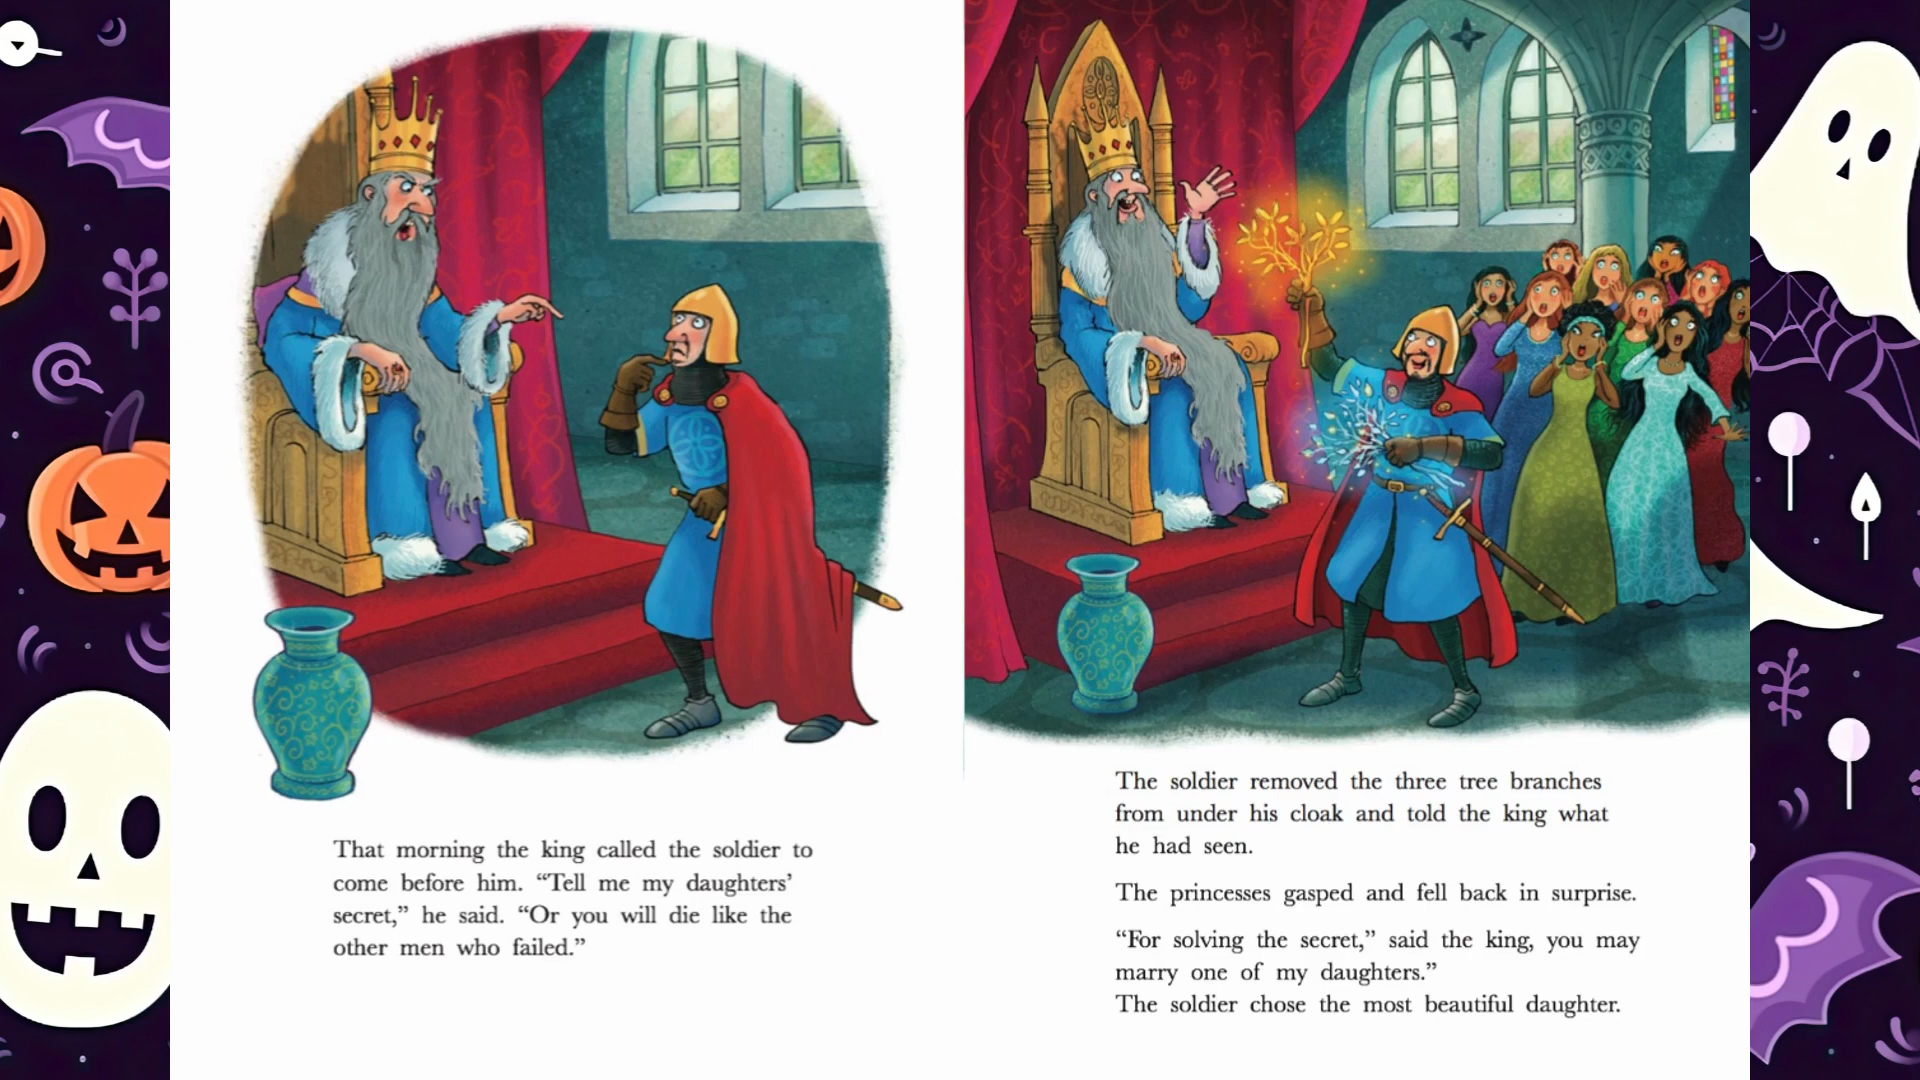 That morning the king called the soldier to
come before him. “Tell me my daughters’
secret,” he said. “Or you will die like the
other men who failed.”
The soldier removed the three tree branches
from under his cloak and told the king what
he had seen.
The princesses gasped and fell back in surprise.
“For solving the secret,” said the king, you may
marry one of my daughters.”
The soldier chose the most beautiful daughter.